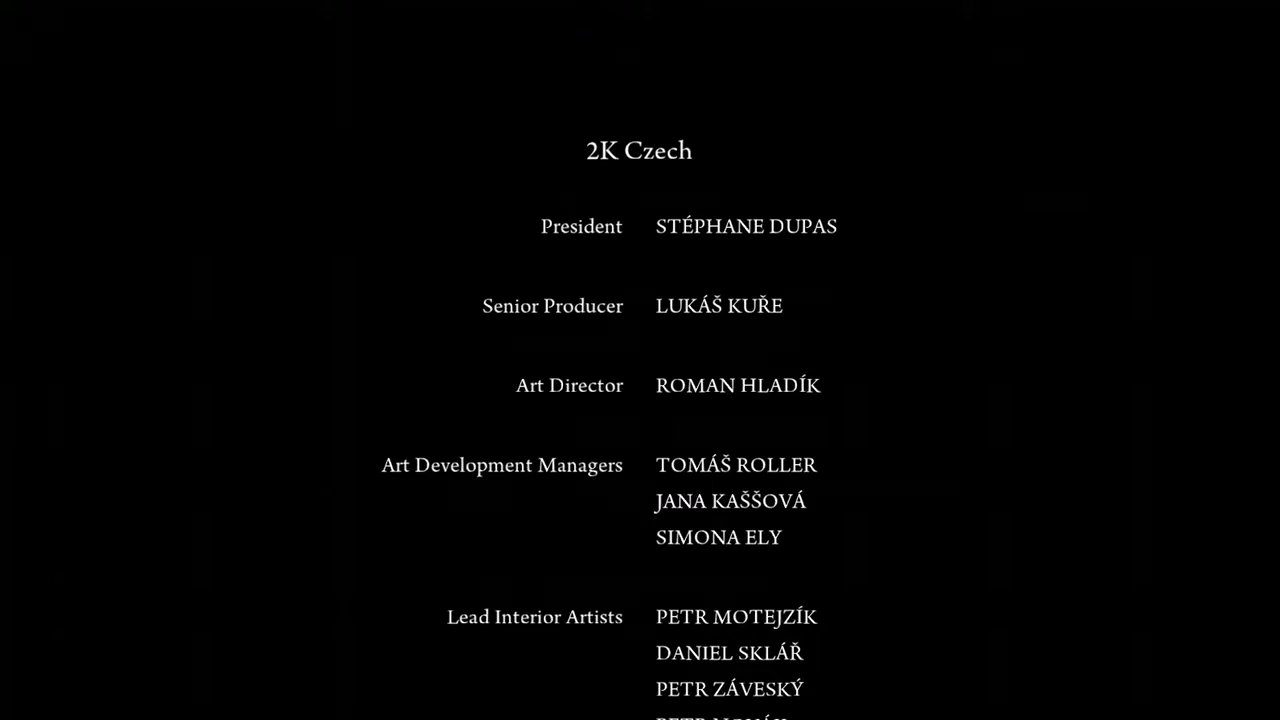 2K Czech
President STÉPHANE DUPAS
Senior Producer LUKÁŠ KUŘE
Art Director ROMAN HLADÍK
Art Development Managers TOMÁŠ ROLLER
JANA KAŠŠOVÁ
SIMONA ELY
Lead Interior Artists PETR MOTEJZÍK
DANIEL SKLÁŘ
PETR ZÁVESKÝ